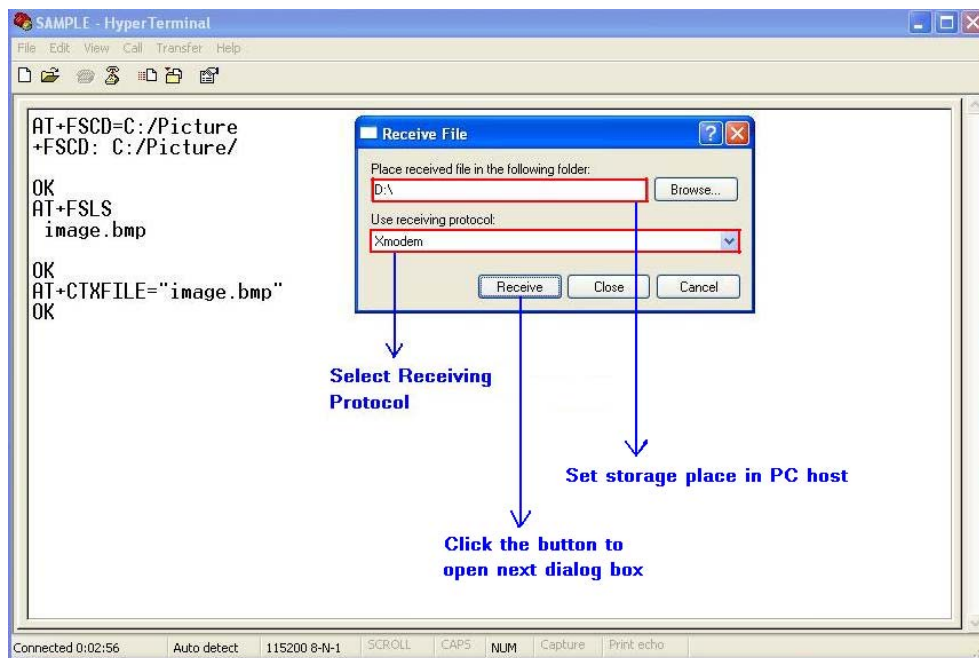 SAMPLE - HyperTerminal
File Edit View Call Transfer Help
AT+FSCD=C:/Picture
+FSCD: C:/Picture/
OK
AT+FSLS
image.bmp
OK
AT+CTXFILE="image.bmp"
OK
Receive File
Place received file in the following folder:
D:\
Browse...
Use receiving protocol:
Xmodem
Receive
Close
Cancel
Select Receiving
Protocol
Set storage place in PC host
Click the button to
open next dialog box
Connected 0:02:56
Auto detect
115200 8-N-1
SCROLL
CAPS
NUM
Capture
Print echo